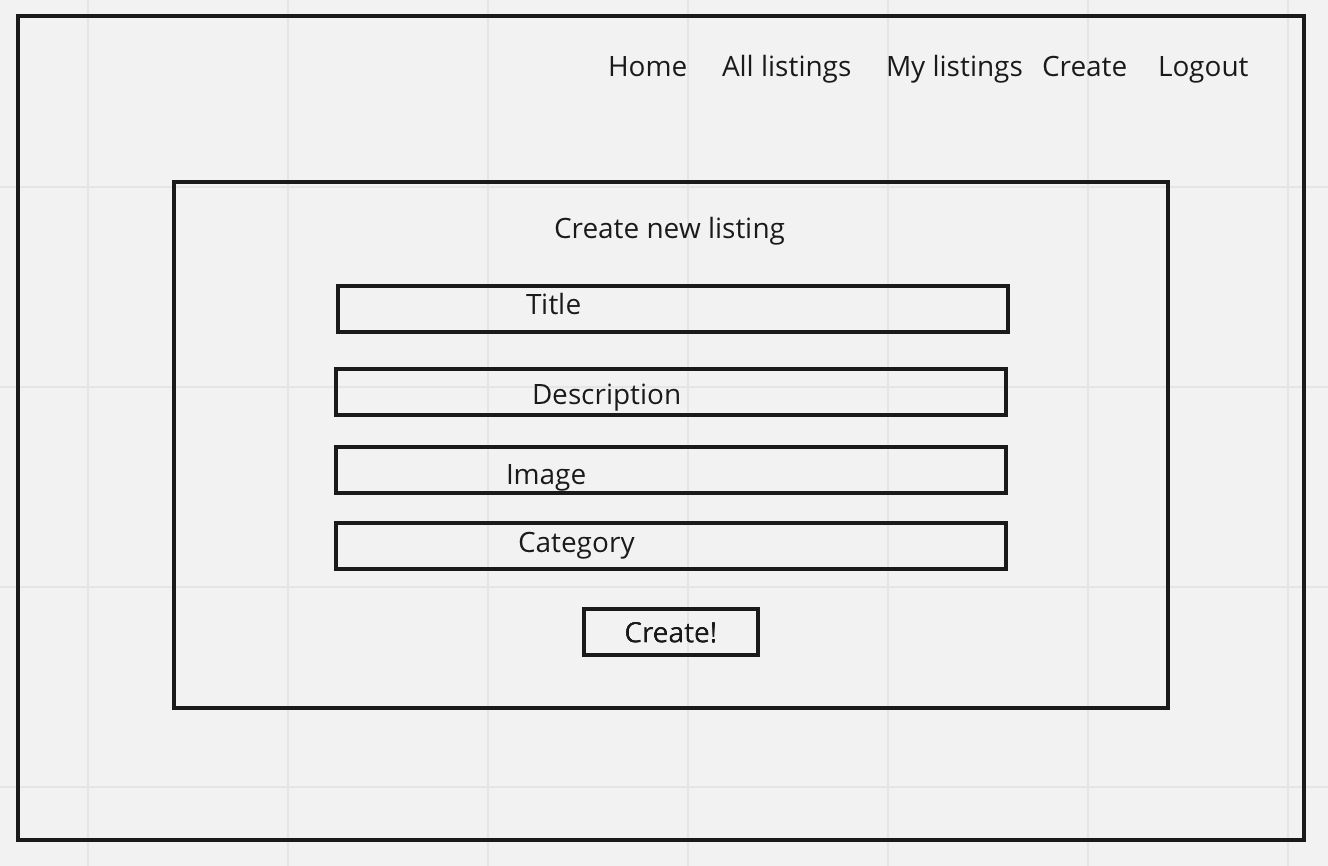 Home All listings My listings Create Logout
Create new listing
Title
Description
Image
Category
Create!